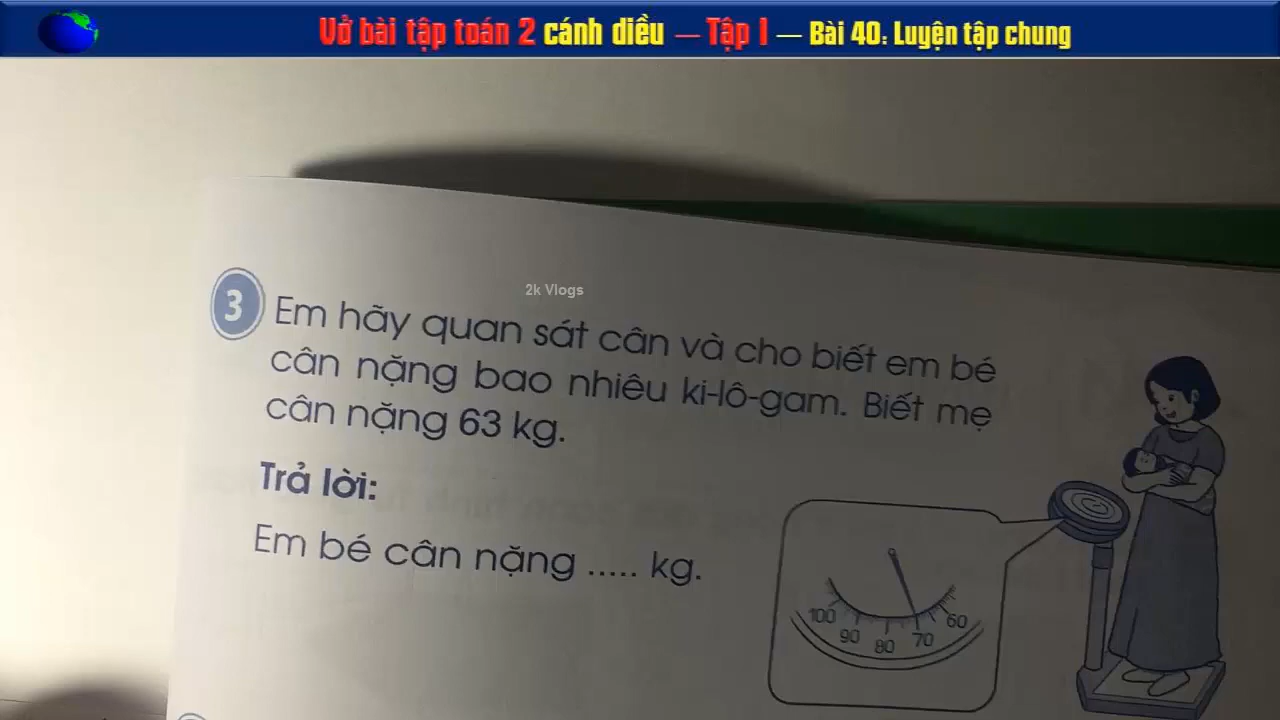 Vở bài tập toán 2 cánh diều – Tập 1 – Bài 40: Luyện tập chung
2k Vlogs
3 Em hãy quan sát cân và cho biết em bé
cân nặng bao nhiêu ki-lô-gam. Biết mẹ
cân nặng 63 kg.
Trả lời:
Em bé cân nặng ..... kg.
100 90 80 70 60